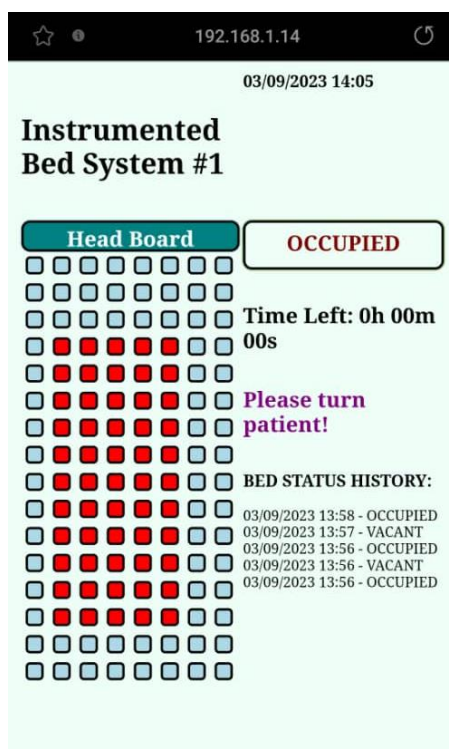 192.168.1.14
03/09/2023 14:05
Instrumented
Bed System #1
Head Board
OCCUPIED
Time Left: 0h 00m
00s
Please turn
patient!
BED STATUS HISTORY:
03/09/2023 13:58 - OCCUPIED
03/09/2023 13:57 - VACANT
03/09/2023 13:56 - OCCUPIED
03/09/2023 13:56 - VACANT
03/09/2023 13:56 - OCCUPIED